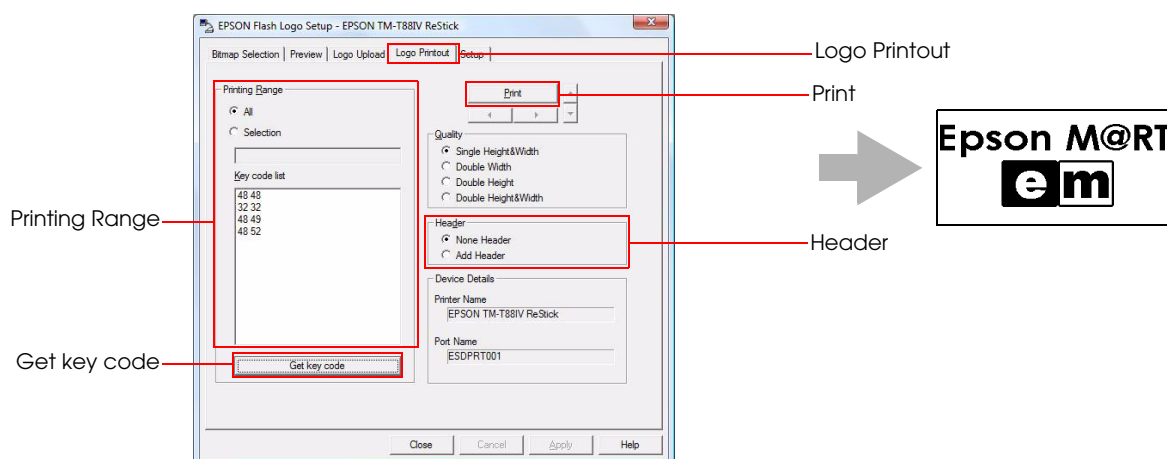 EPSON Flash Logo Setup - EPSON TM-T88IV ReStick
Bitmap Selection Preview Logo Upload Logo Printout Setup
Logo Printout
Printing Range
All
Selection
Key code list
48 48
32 32
48 49
48 52
Get key code
Print
Print
Quality
Single Height&Width
Double Width
Double Height
Double Height&Width
Header
None Header
Add Header
Header
Device Details
Printer Name
EPSON TM-T88IV ReStick
Port Name
ESDPRT001
Close Cancel Apply Help
Printing Range
Get key code
Epson M@RT
e m